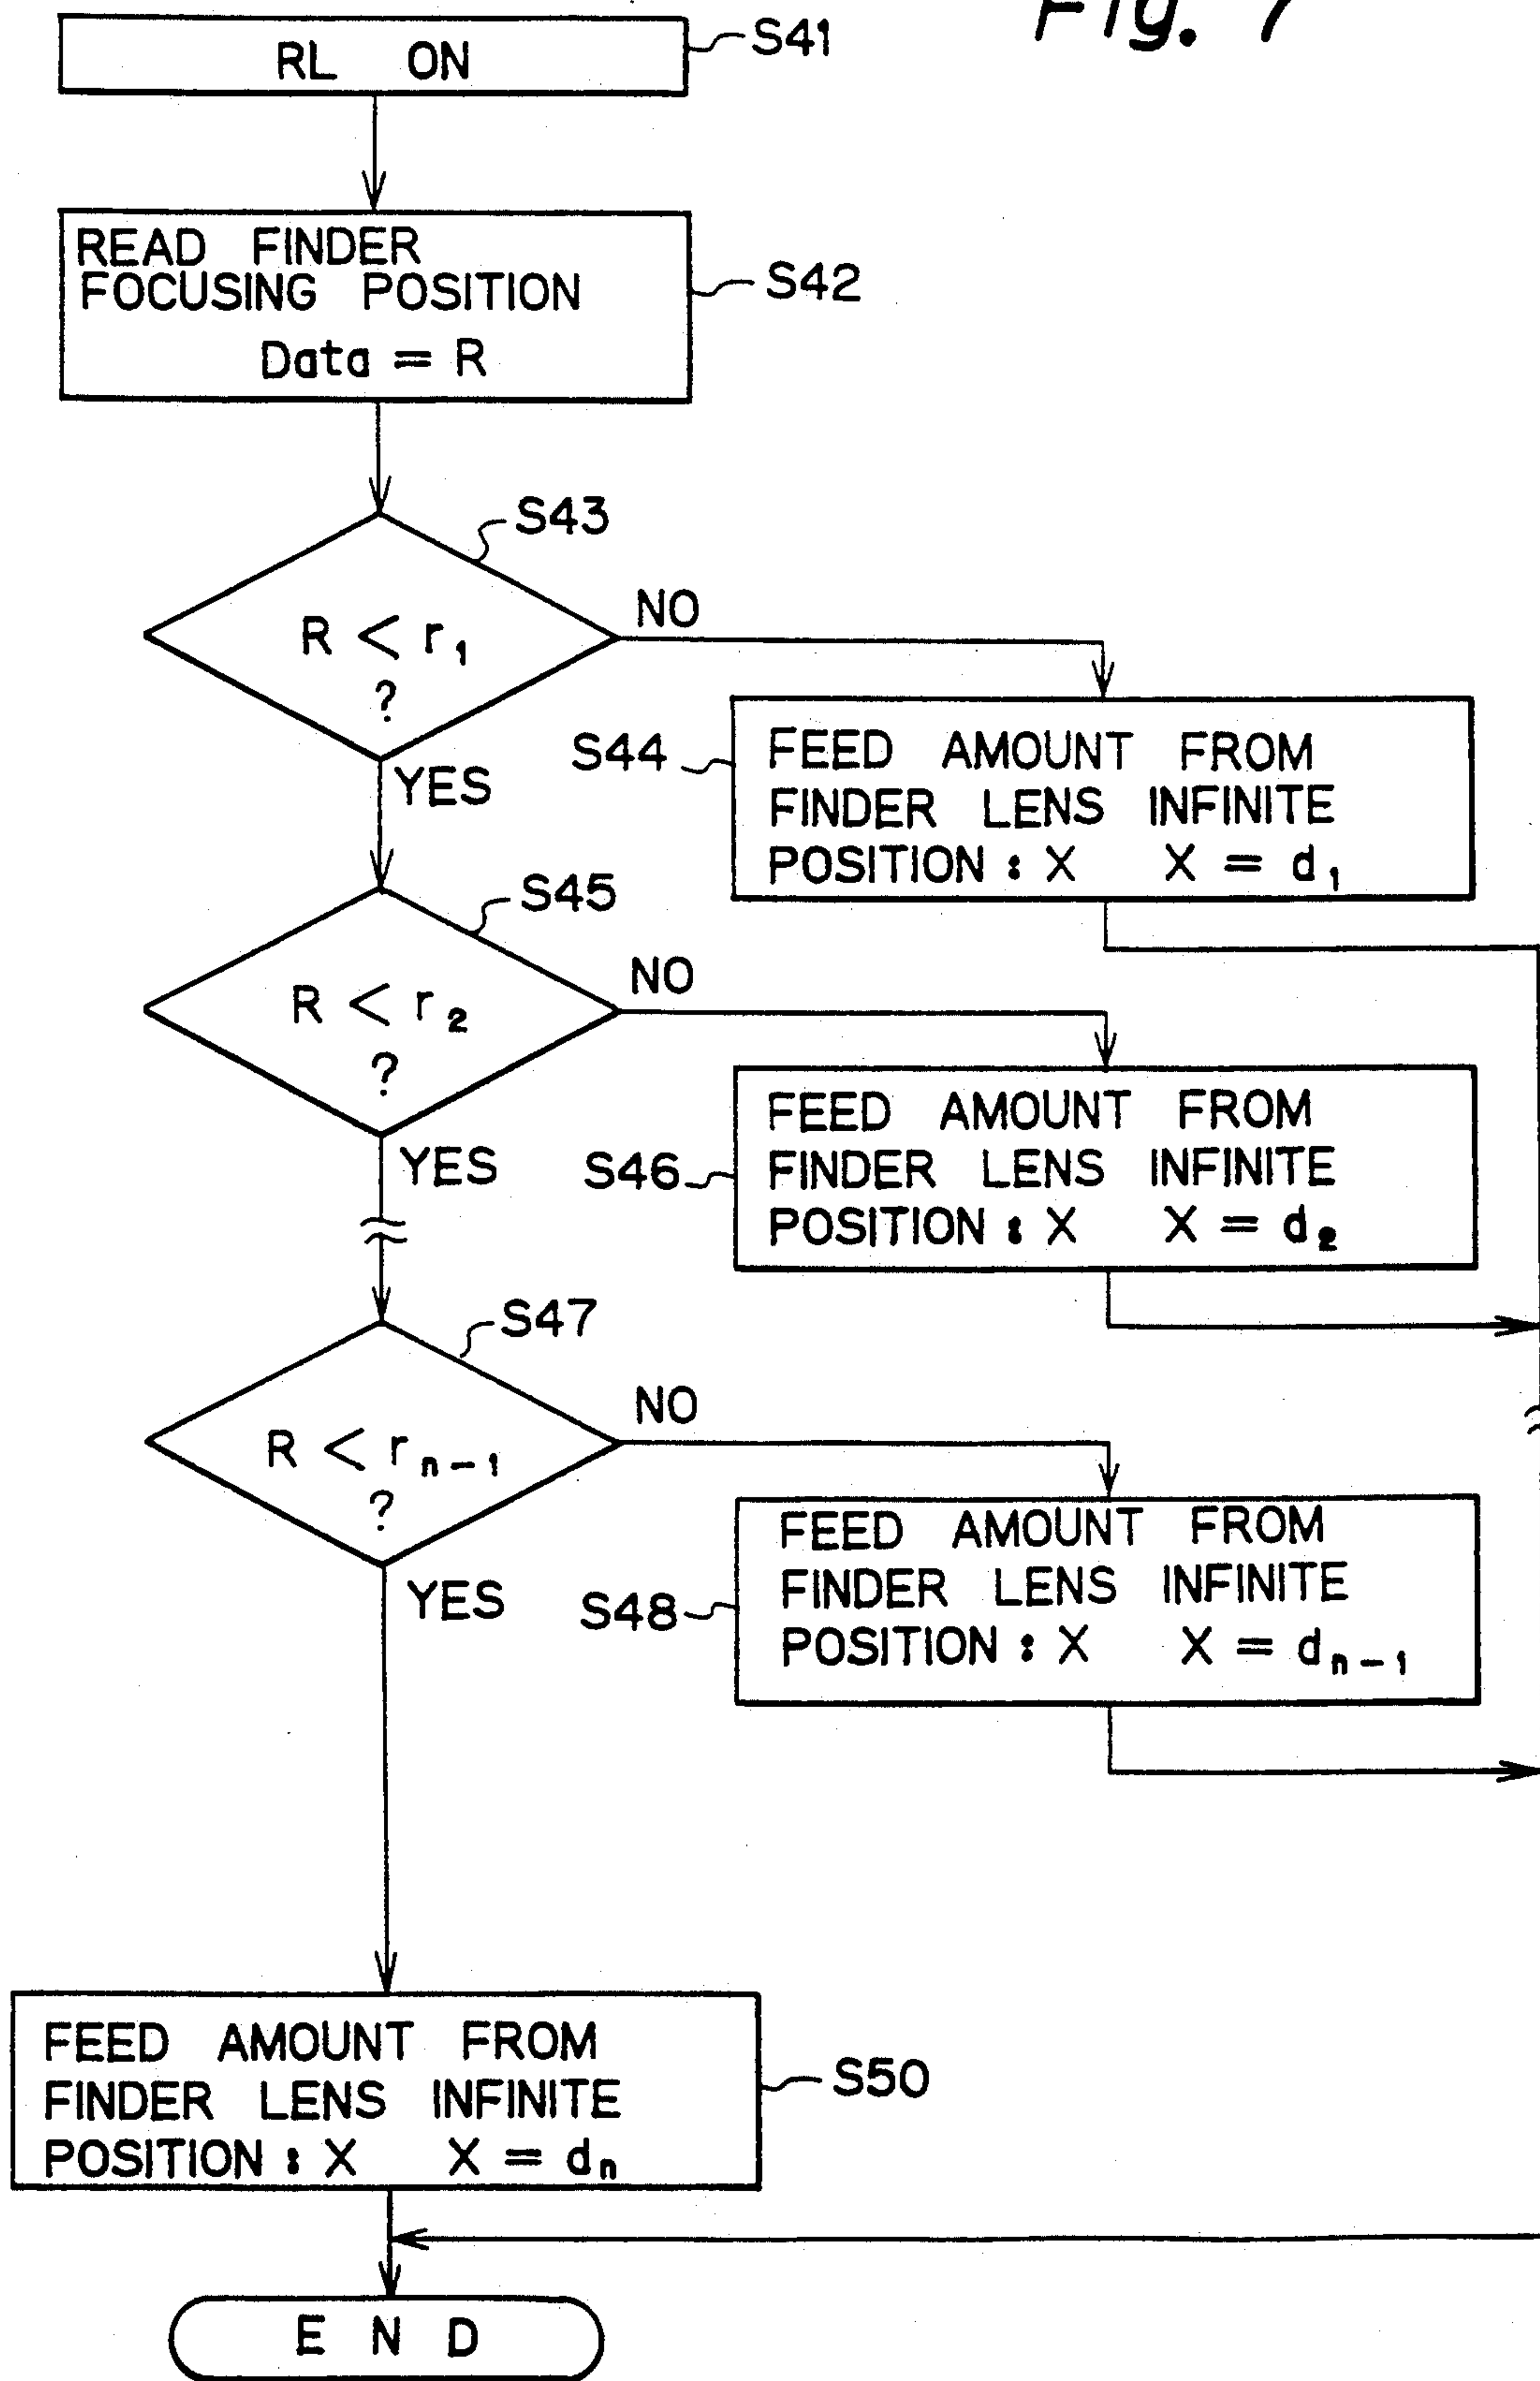 Fig. 7
RL ON
S41
READ FINDER
FOCUSING POSITION
Data = R
S42
S43
R < r₁
?
NO
YES
S44
FEED AMOUNT FROM
FINDER LENS INFINITE
POSITION : X X = d₁
S45
R < r₂
?
NO
YES
S46
FEED AMOUNT FROM
FINDER LENS INFINITE
POSITION : X X = d₂
S47
R < rₙ₋₁
?
NO
YES
S48
FEED AMOUNT FROM
FINDER LENS INFINITE
POSITION : X X = dₙ₋₁
FEED AMOUNT FROM
FINDER LENS INFINITE
POSITION : X X = dₙ
S50
END